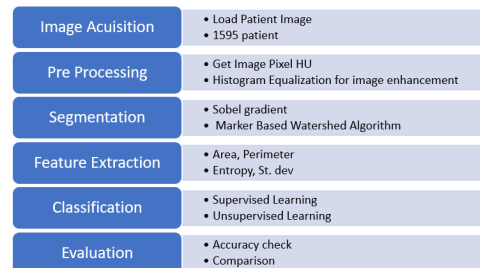 Image Acuisition
• Load Patient Image
• 1595 patient
Pre Processing
• Get Image Pixel HU
• Histogram Equalization for image enhancement
Segmentation
• Sobel gradient
• Marker Based Watershed Algorithm
Feature Extraction
• Area, Perimeter
• Entropy, St. dev
Classification
• Supervised Learning
• Unsupervised Learning
Evaluation
• Accuracy check
• Comparison